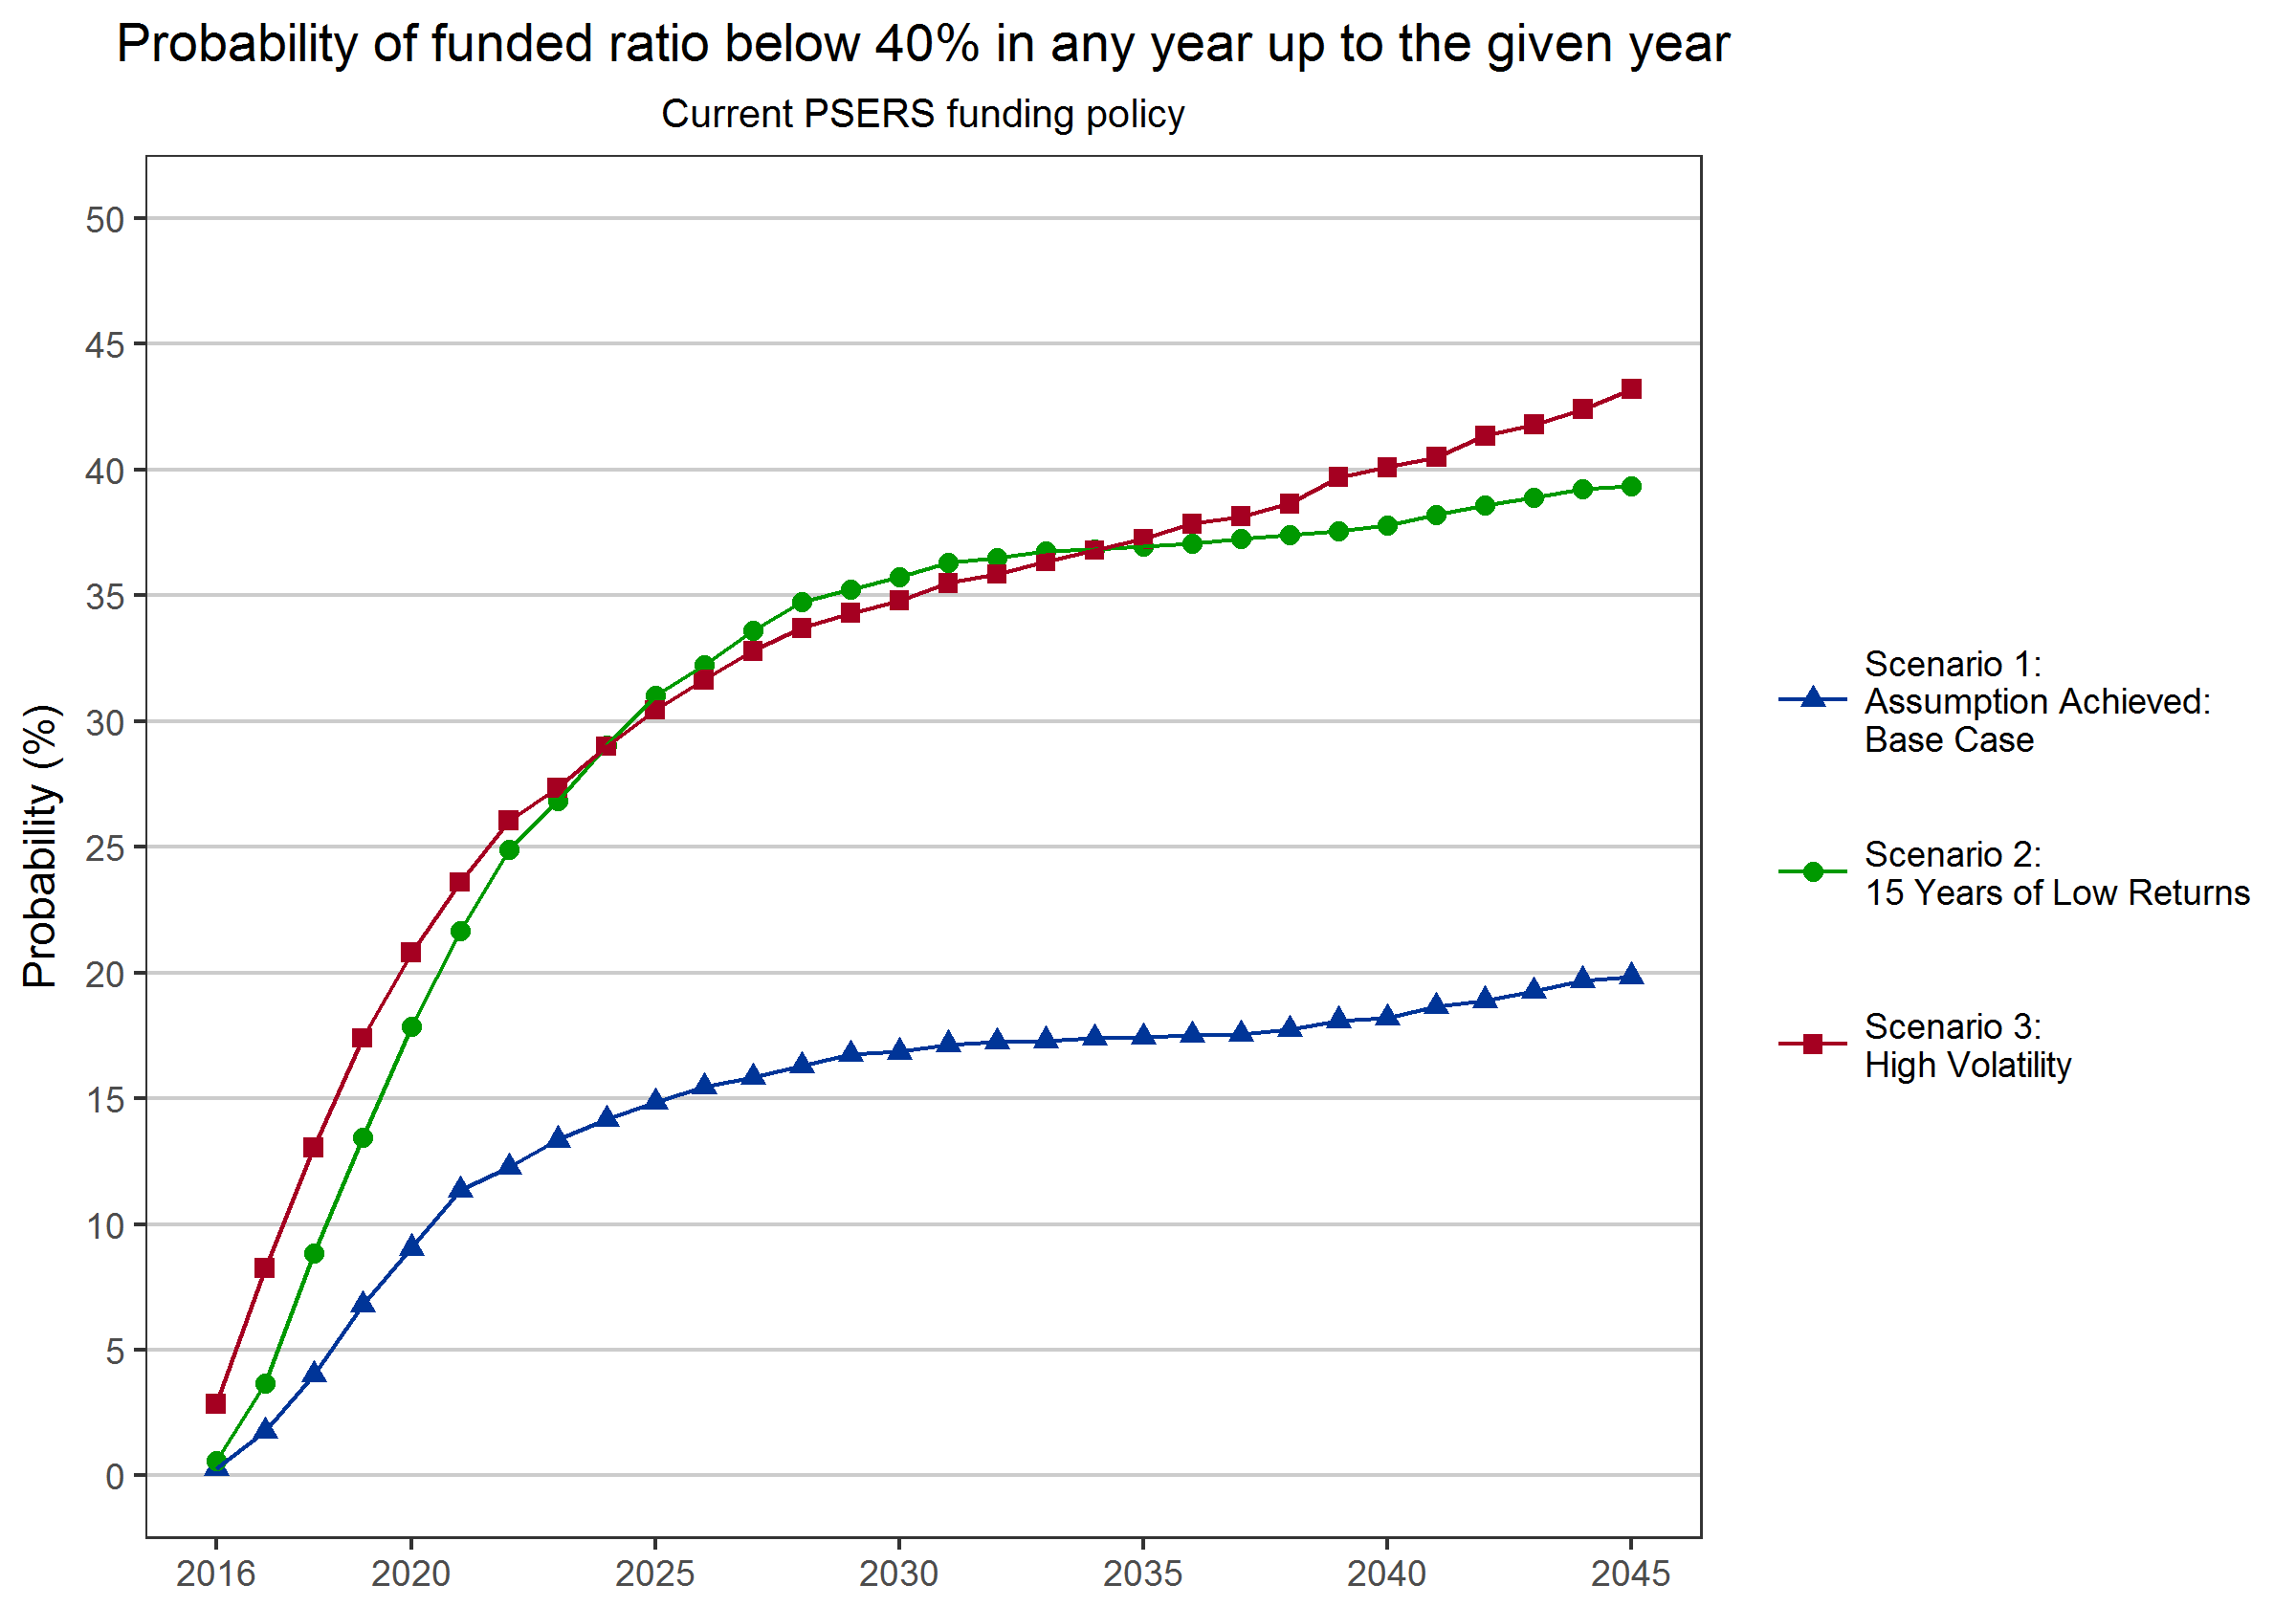 Probability of funded ratio below 40% in any year up to the given year
Current PSERS funding policy
Probability (%)
50
45
40
35
30
25
20
15
10
5
0
2016
2020
2025
2030
2035
2040
2045
Scenario 1:
Assumption Achieved:
Base Case
Scenario 2:
15 Years of Low Returns
Scenario 3:
High Volatility